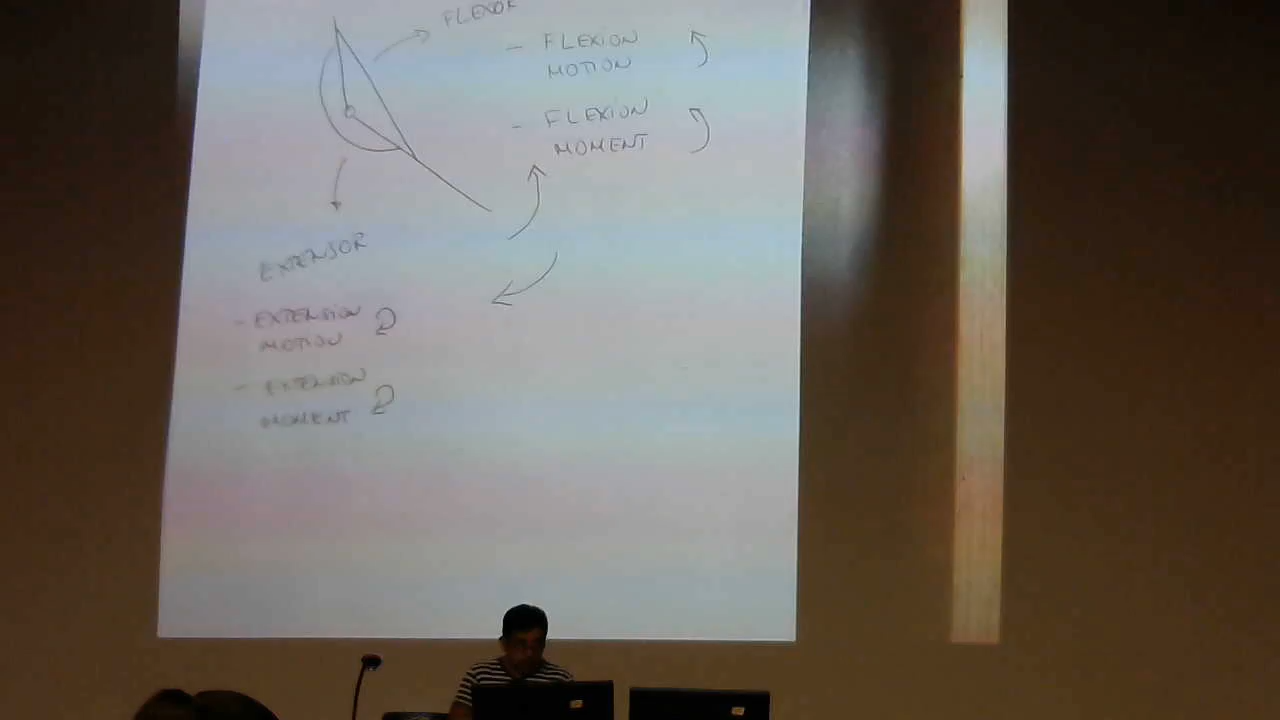 FLEXOR
- FLEXION
MOTION
- FLEXION
MOMENT
EXTENSOR
- EXTENSION
MOTION
- EXTENSION
MOMENT